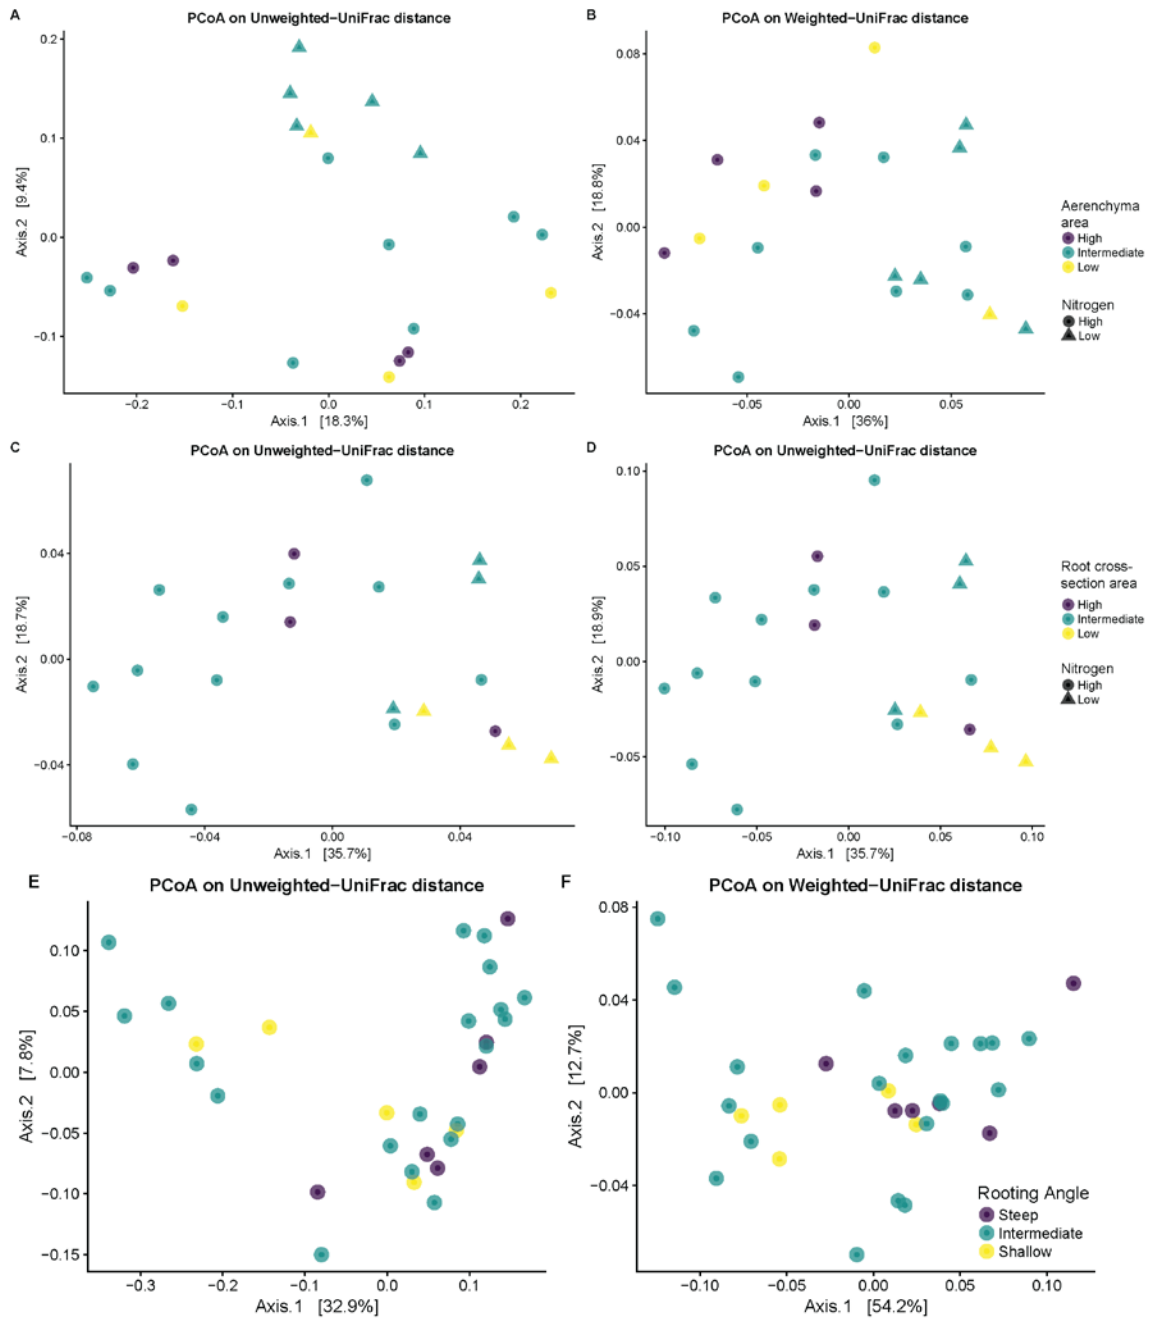 A
PCoA on Unweighted−UniFrac distance
0.2
0.1
0.0
−0.1
Axis.2 [9.4%]
−0.2
−0.1
0.0
0.1
0.2
Axis.1 [18.3%]
B
PCoA on Weighted−UniFrac distance
0.08
0.04
0.00
−0.04
Axis.2 [18.8%]
−0.05
0.00
0.05
Axis.1 [36%]
Aerenchyma
area
High
Intermediate
Low
Nitrogen
High
Low
C
PCoA on Unweighted−UniFrac distance
0.04
0.00
−0.04
Axis.2 [18.7%]
−0.08
−0.04
0.00
0.04
Axis.1 [35.7%]
D
PCoA on Unweighted−UniFrac distance
0.10
0.05
0.00
−0.05
Axis.2 [18.9%]
−0.10
−0.05
0.00
0.05
0.10
Axis.1 [35.7%]
Root cross-
section area
High
Intermediate
Low
Nitrogen
High
Low
E
PCoA on Unweighted−UniFrac distance
0.10
0.05
0.00
−0.05
−0.10
−0.15
Axis.2 [7.8%]
−0.3
−0.2
−0.1
0.0
0.1
Axis.1 [32.9%]
F
PCoA on Weighted−UniFrac distance
0.08
0.04
0.00
−0.04
Axis.2 [12.7%]
−0.10
−0.05
0.00
0.05
0.10
Axis.1 [54.2%]
Rooting Angle
Steep
Intermediate
Shallow